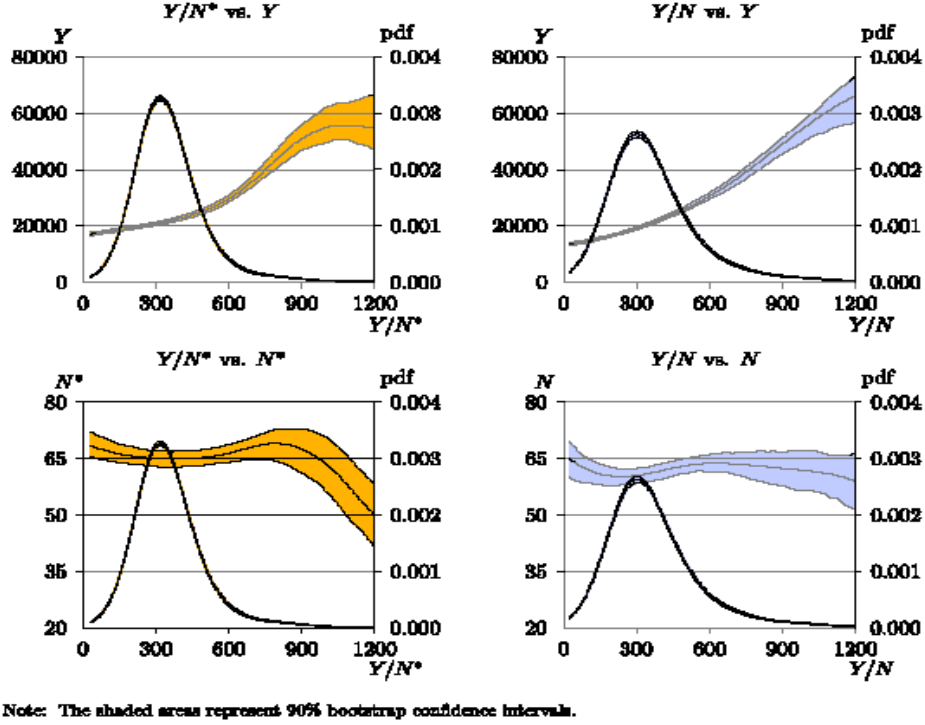 Y/N* vs. Y
Y/N vs. Y
Y pdf
Y pdf
80000 0.004
80000 0.004
60000 0.003
60000 0.003
40000 0.002
40000 0.002
20000 0.001
20000 0.001
0 0.000
0 0.000
0 300 600 900 1200
0 300 600 900 1200
Y/N*
Y/N
Y/N* vs. N*
Y/N vs. N
N* pdf
N pdf
80 0.004
80 0.004
65 0.003
65 0.003
50 0.002
50 0.002
35 0.001
35 0.001
20 0.000
20 0.000
0 300 600 900 1200
0 300 600 900 1200
Y/N*
Y/N
Note: The shaded areas represent 90% bootstrap confidence intervals.